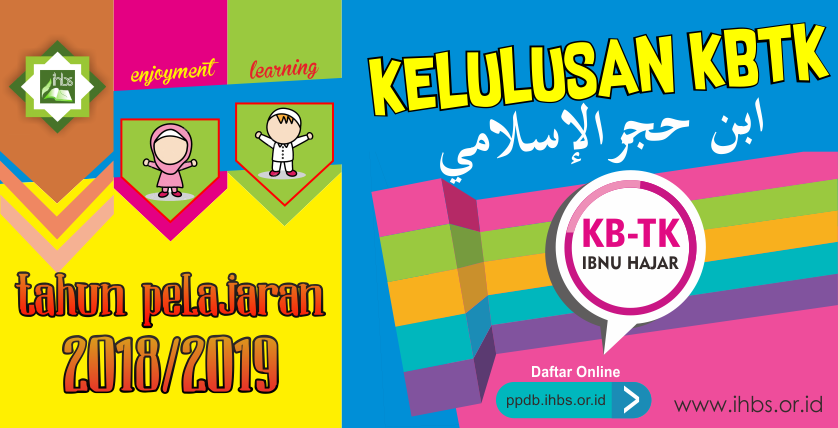 ihbs
enjoyment
learning
tahun pelajaran
2018/2019
KELULUSAN KBTK
ابن حجر الإسلامي
KB-TK
IBNU HAJAR
Daftar Online
ppdb.ihbs.or.id
www.ihbs.or.id